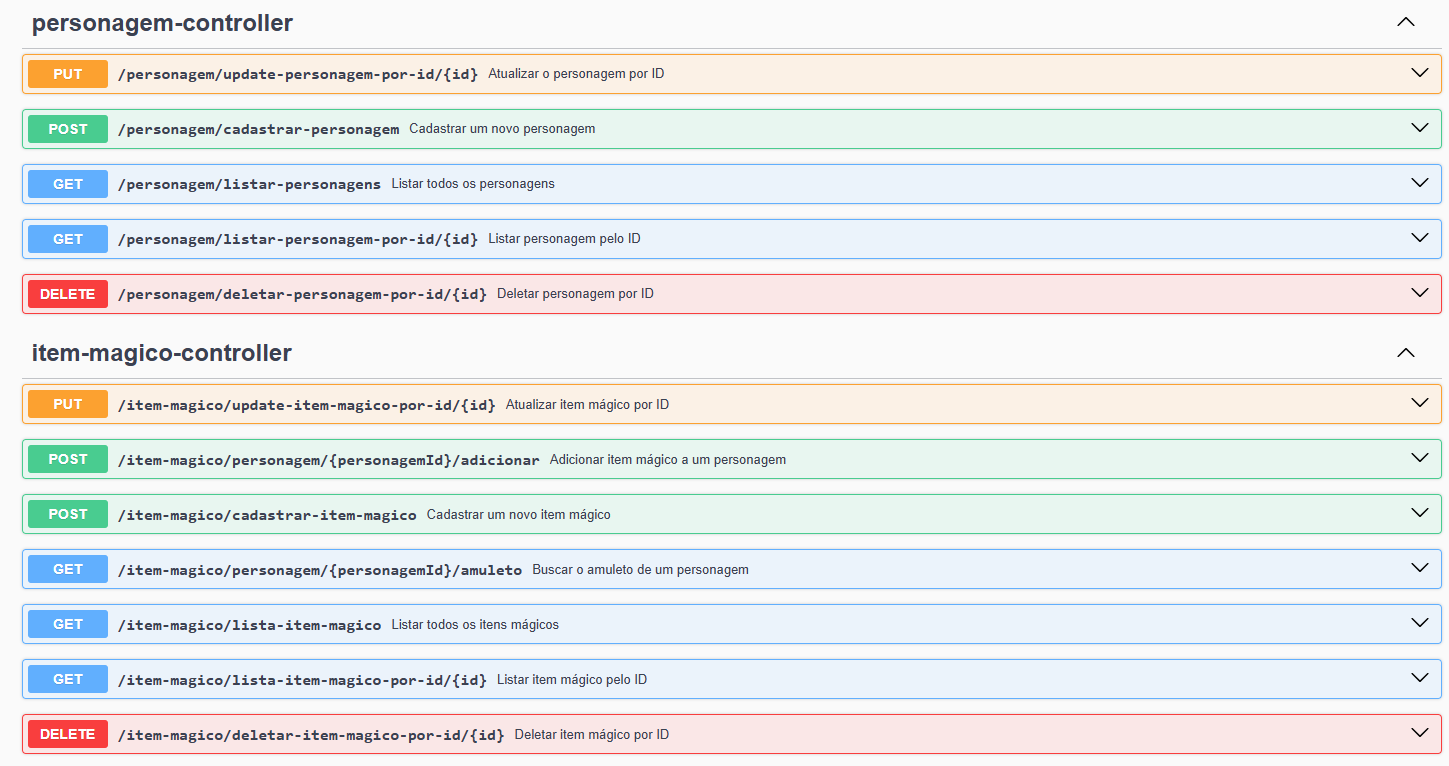 personagem-controller
PUT /personagem/update-personagem-por-id/{id} Atualizar o personagem por ID
POST /personagem/cadastrar-personagem Cadastrar um novo personagem
GET /personagem/listar-personagens Listar todos os personagens
GET /personagem/listar-personagem-por-id/{id} Listar personagem pelo ID
DELETE /personagem/deletar-personagem-por-id/{id} Deletar personagem por ID
item-magico-controller
PUT /item-magico/update-item-magico-por-id/{id} Atualizar item mágico por ID
POST /item-magico/personagem/{personagemId}/adicionar Adicionar item mágico a um personagem
POST /item-magico/cadastrar-item-magico Cadastrar um novo item mágico
GET /item-magico/personagem/{personagemId}/amuleto Buscar o amuleto de um personagem
GET /item-magico/lista-item-magico Listar todos os itens mágicos
GET /item-magico/lista-item-magico-por-id/{id} Listar item mágico pelo ID
DELETE /item-magico/deletar-item-magico-por-id/{id} Deletar item mágico por ID